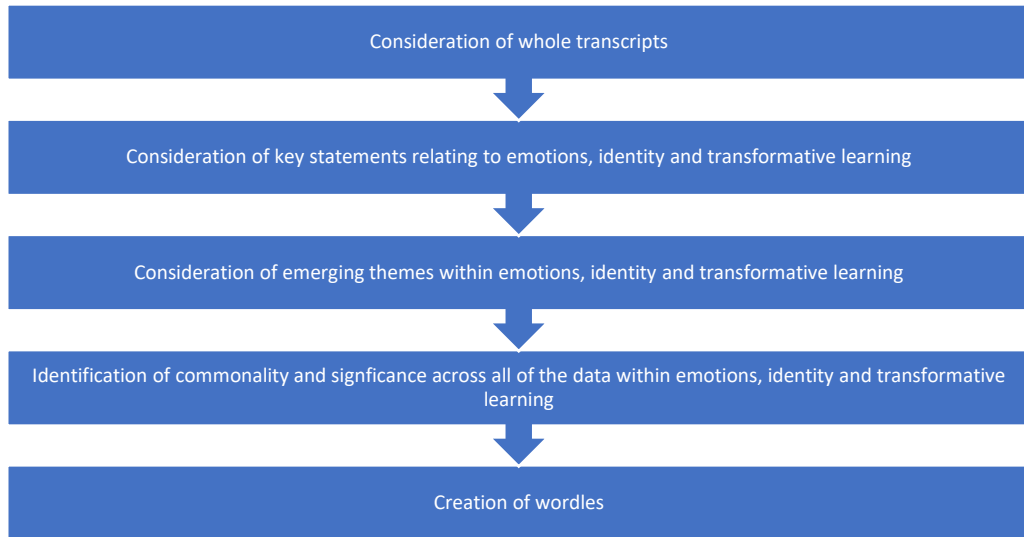 Consideration of whole transcripts
Consideration of key statements relating to emotions, identity and transformative learning
Consideration of emerging themes within emotions, identity and transformative learning
Identification of commonality and signficance across all of the data within emotions, identity and transformative
learning
Creation of wordles